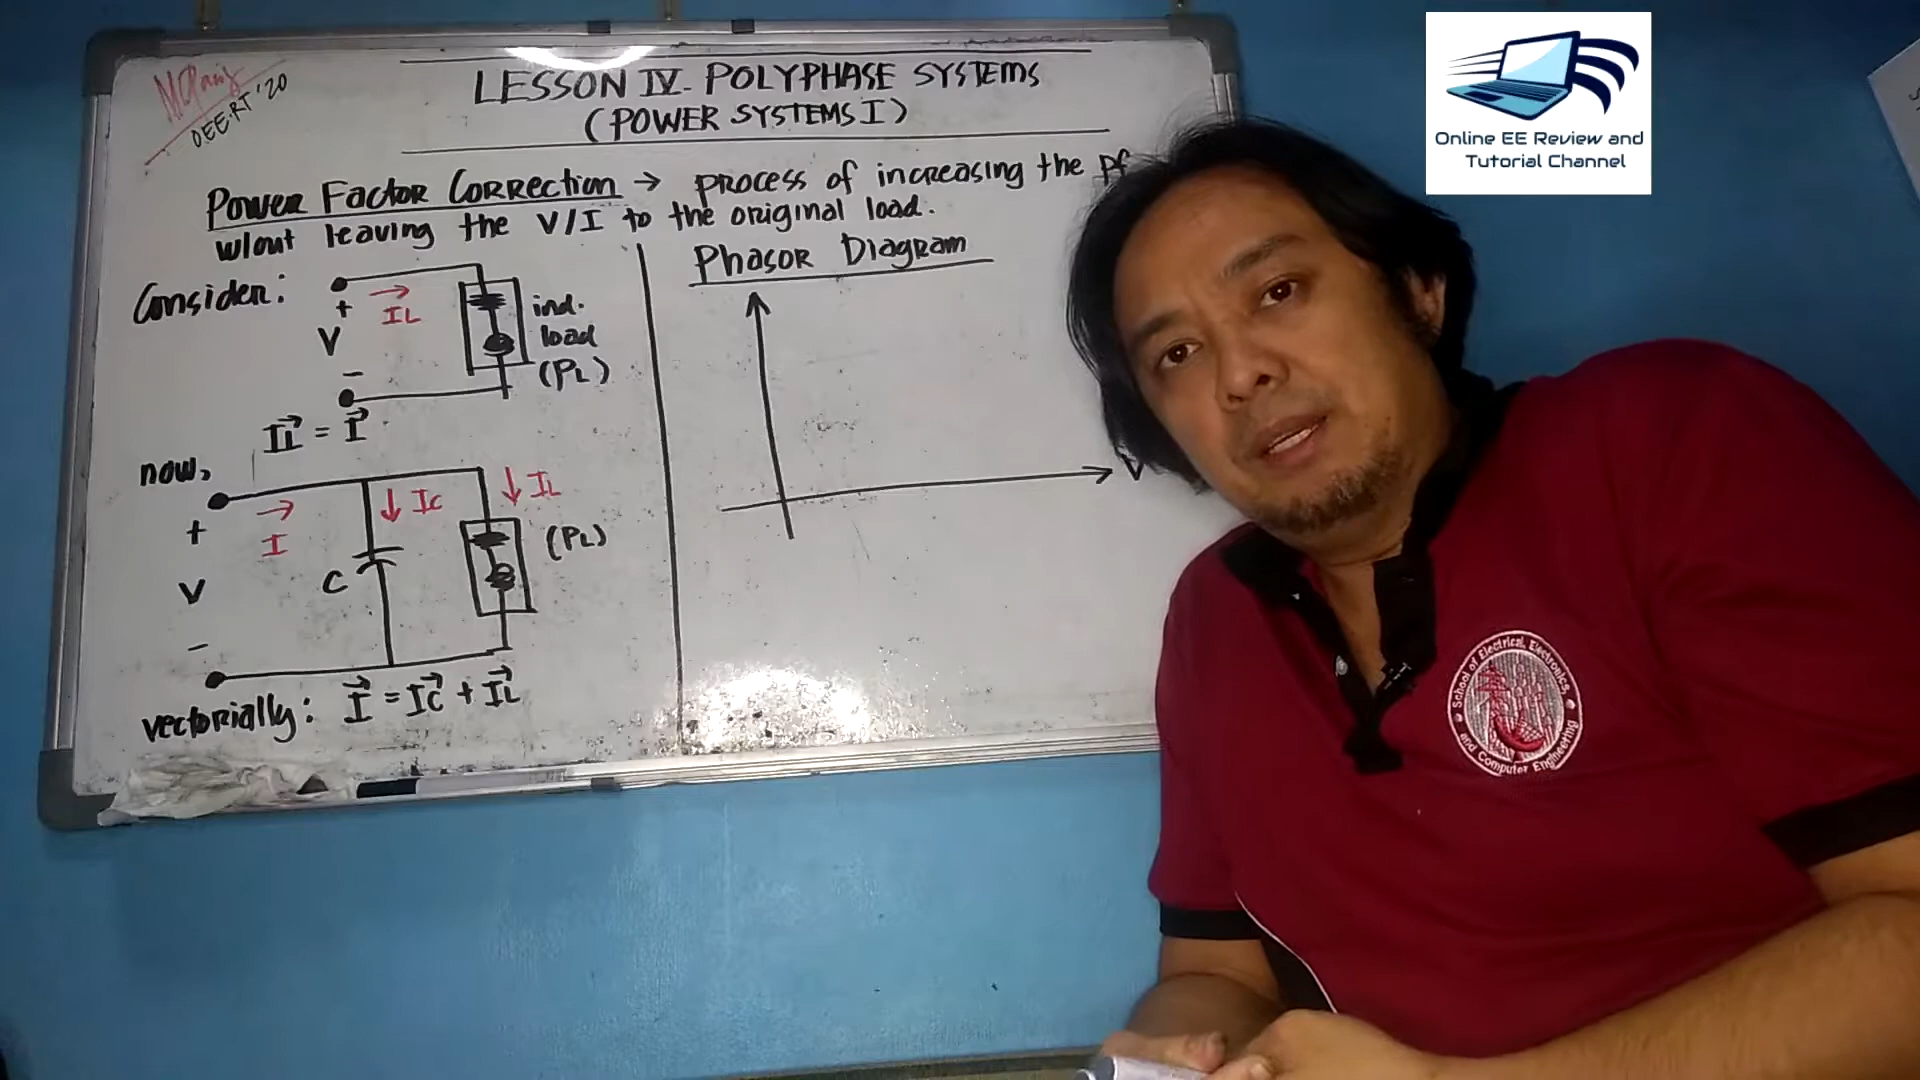 LESSON IV. POLYPHASE SYSTEMS
(POWER SYSTEMS I)
O.EE.RT '20
Power Factor Correction → process of increasing the pf
w/out leaving the V/I to the original load.
Consider:
+
V
-
IL
ind.
load
(PL)
IL = I
now,
+
V
-
I
C
IC
IL
(PL)
vectorially: I = IC + IL
Phasor Diagram
V
Online EE Review and
Tutorial Channel
School of Electrical, Electronics,
and Computer Engineering